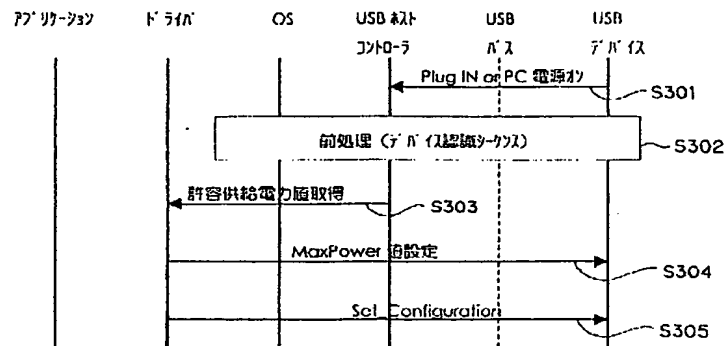 アプリケーション ドライバ OS USB ホスト USB USB
コントローラ バス デバイス
Plug IN or PC 電源オン
S301
前処理（デバイス認識シーケンス）
S302
許容供給電力値取得
S303
MaxPower 値設定
S304
Set_Configuration
S305